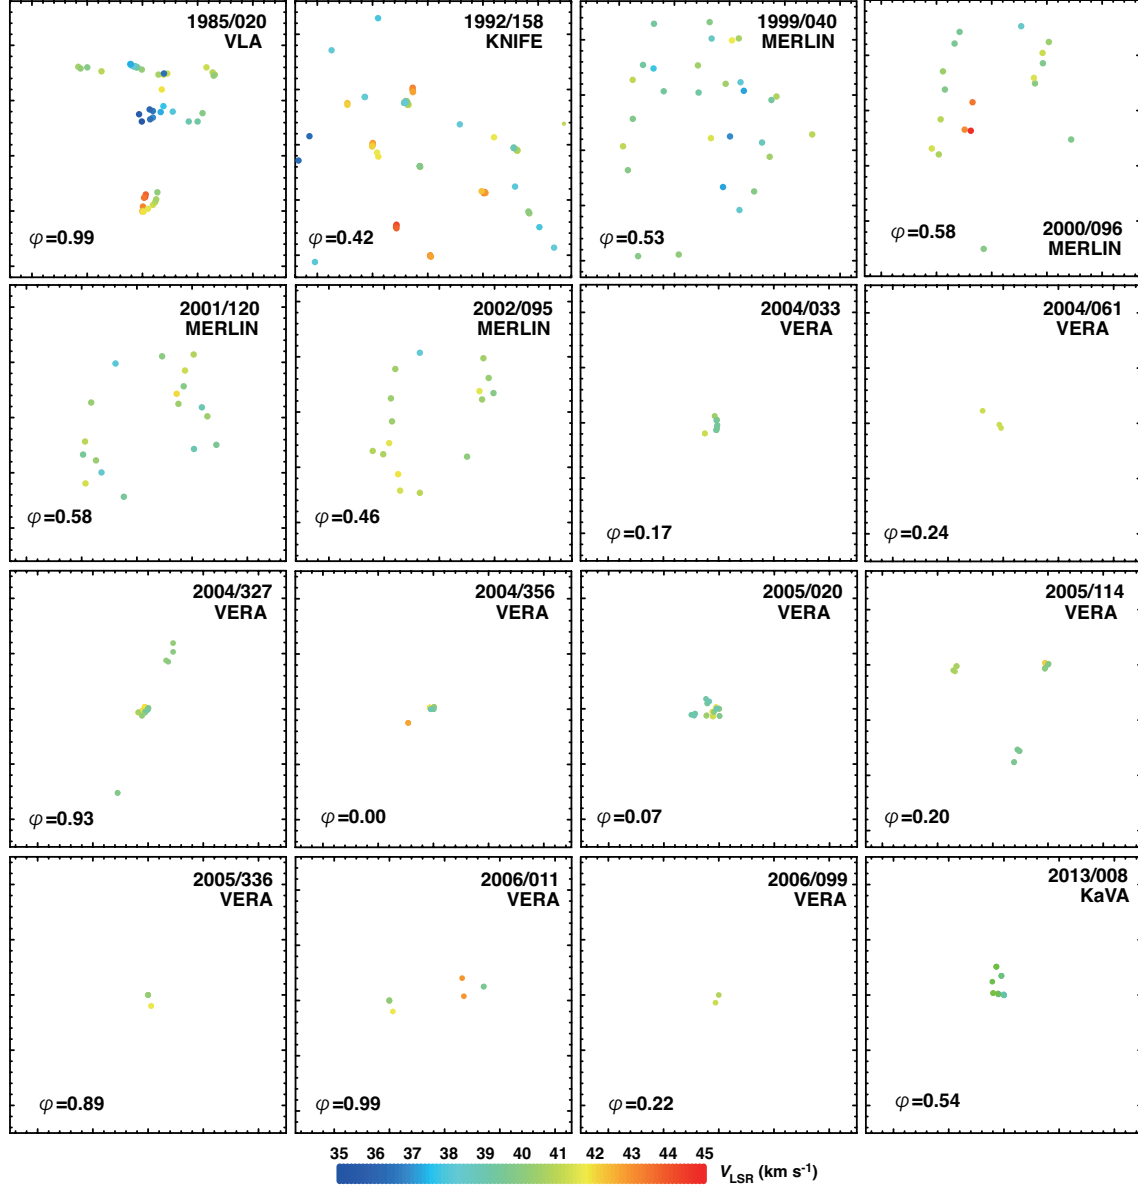 1985/020
VLA
φ=0.99
1992/158
KNIFE
φ=0.42
1999/040
MERLIN
φ=0.53
φ=0.58
2000/096
MERLIN
2001/120
MERLIN
φ=0.58
2002/095
MERLIN
φ=0.46
2004/033
VERA
φ=0.17
2004/061
VERA
φ=0.24
2004/327
VERA
φ=0.93
2004/356
VERA
φ=0.00
2005/020
VERA
φ=0.07
2005/114
VERA
φ=0.20
2005/336
VERA
φ=0.89
2006/011
VERA
φ=0.99
2006/099
VERA
φ=0.22
2013/008
KaVA
φ=0.54
35 36 37 38 39 40 41 42 43 44 45 V_LSR (km s⁻¹)